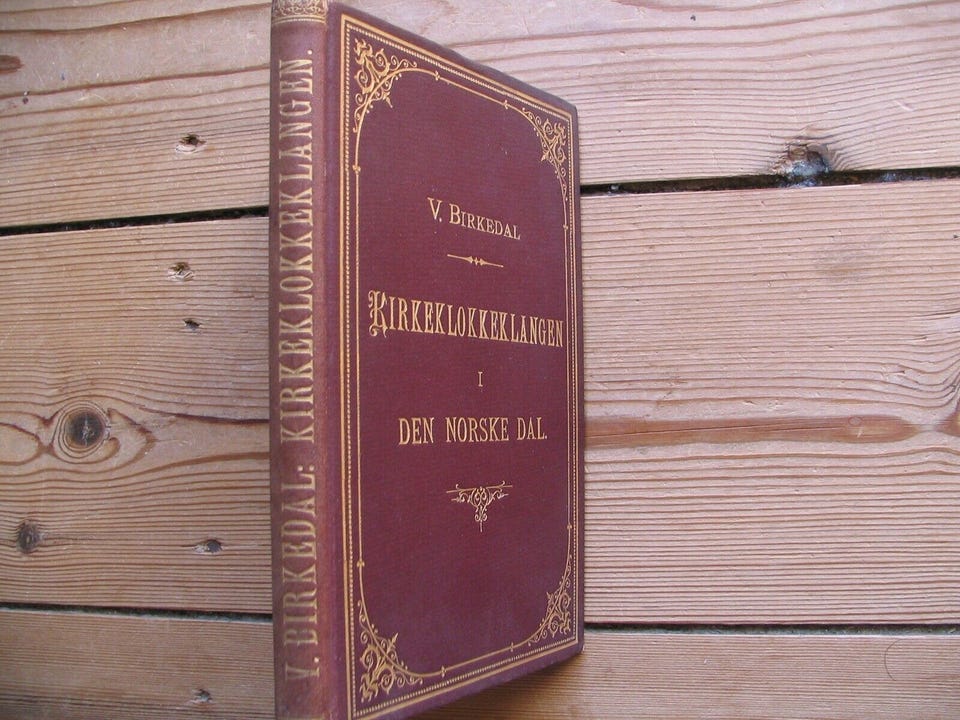 V. BIRKEDAL: KIRKEKLOKKEKLANGEN.
V. BIRKEDAL
KIRKEKLOKKEKLANGEN
I
DEN NORSKE DAL.